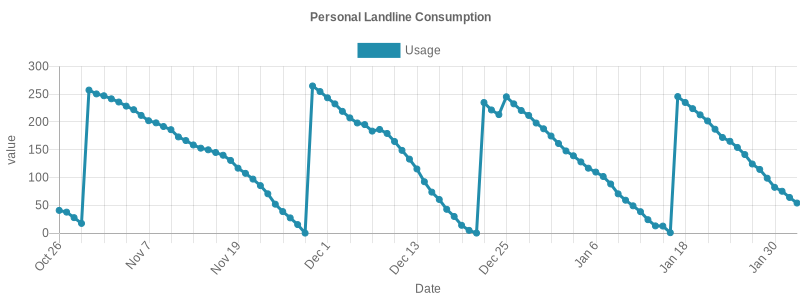 Personal Landline Consumption
Usage
300
250
200
150
100
50
0
value
Oct 26
Nov 7
Nov 19
Dec 1
Dec 13
Dec 25
Jan 6
Jan 18
Jan 30
Date